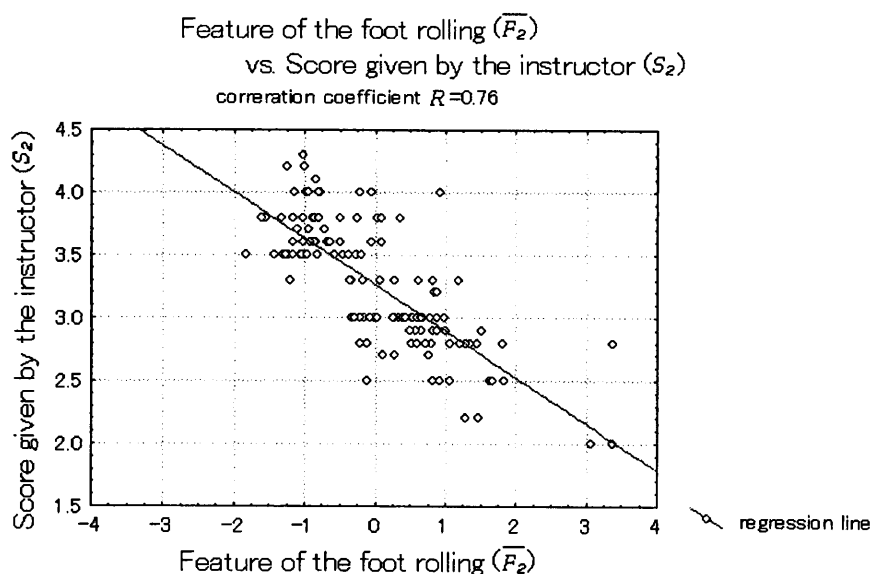 Feature of the foot rolling (F̅₂)
vs. Score given by the instructor (S₂)
correration coefficient R=0.76
Score given by the instructor (S₂)
4.5
4.0
3.5
3.0
2.5
2.0
1.5
−4 −3 −2 −1 0 1 2 3 4
regression line
Feature of the foot rolling (F̅₂)